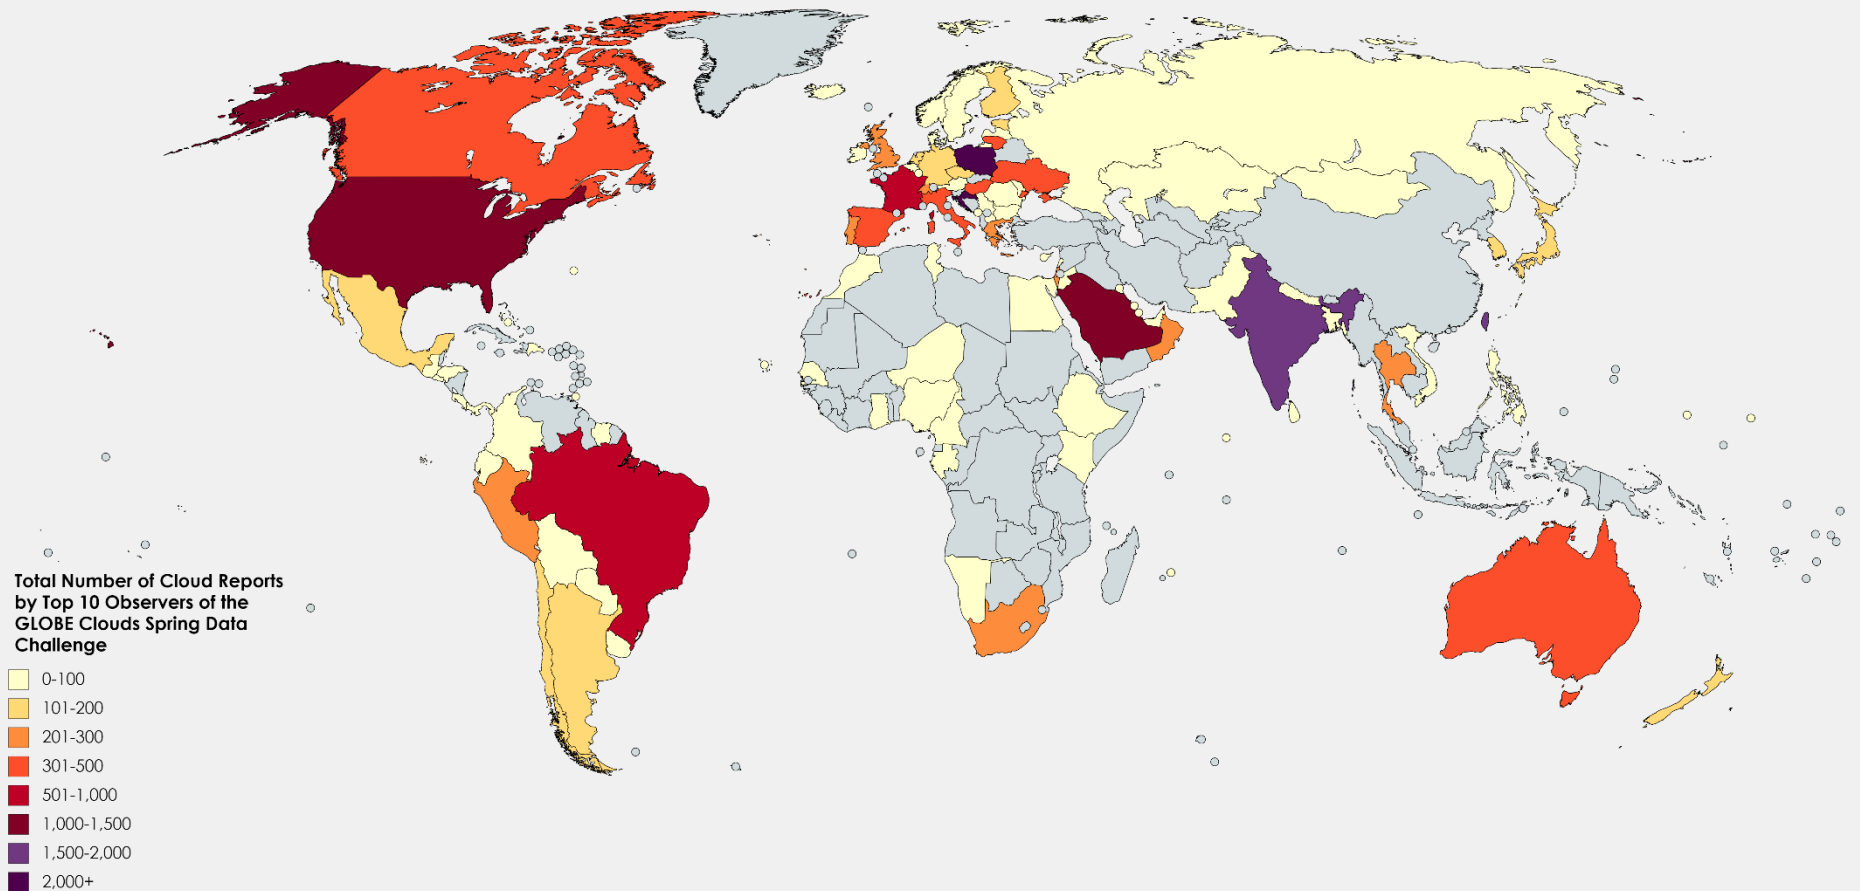 Total Number of Cloud Reports
by Top 10 Observers of the
GLOBE Clouds Spring Data
Challenge
0-100
101-200
201-300
301-500
501-1,000
1,000-1,500
1,500-2,000
2,000+